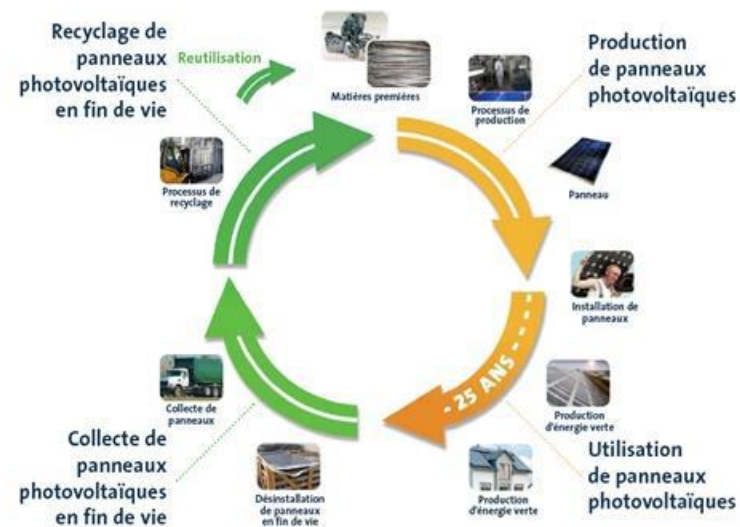 Recyclage de
panneaux
photovoltaïques
en fin de vie
Reutilisation
Matières premières
Processus de
production
Production
de panneaux
photovoltaïques
Panneau
Processus de
recyclage
Installation de
panneaux
25 ANS
Production
d'énergie verte
Utilisation
de panneaux
photovoltaïques
Production
d'énergie verte
Désinstallation
de panneaux
en fin de vie
Collecte de
panneaux
Collecte de
panneaux
photovoltaïques
en fin de vie